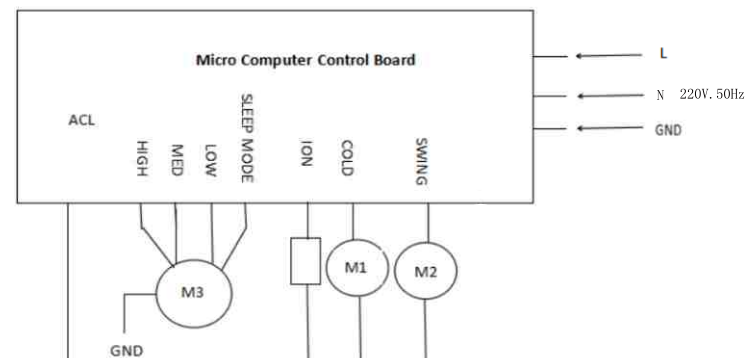 Micro Computer Control Board
L
N 220V.50Hz
GND
ACL
HIGH
MED
LOW
SLEEP MODE
ION
COLD
SWING
M3
M1
M2
GND